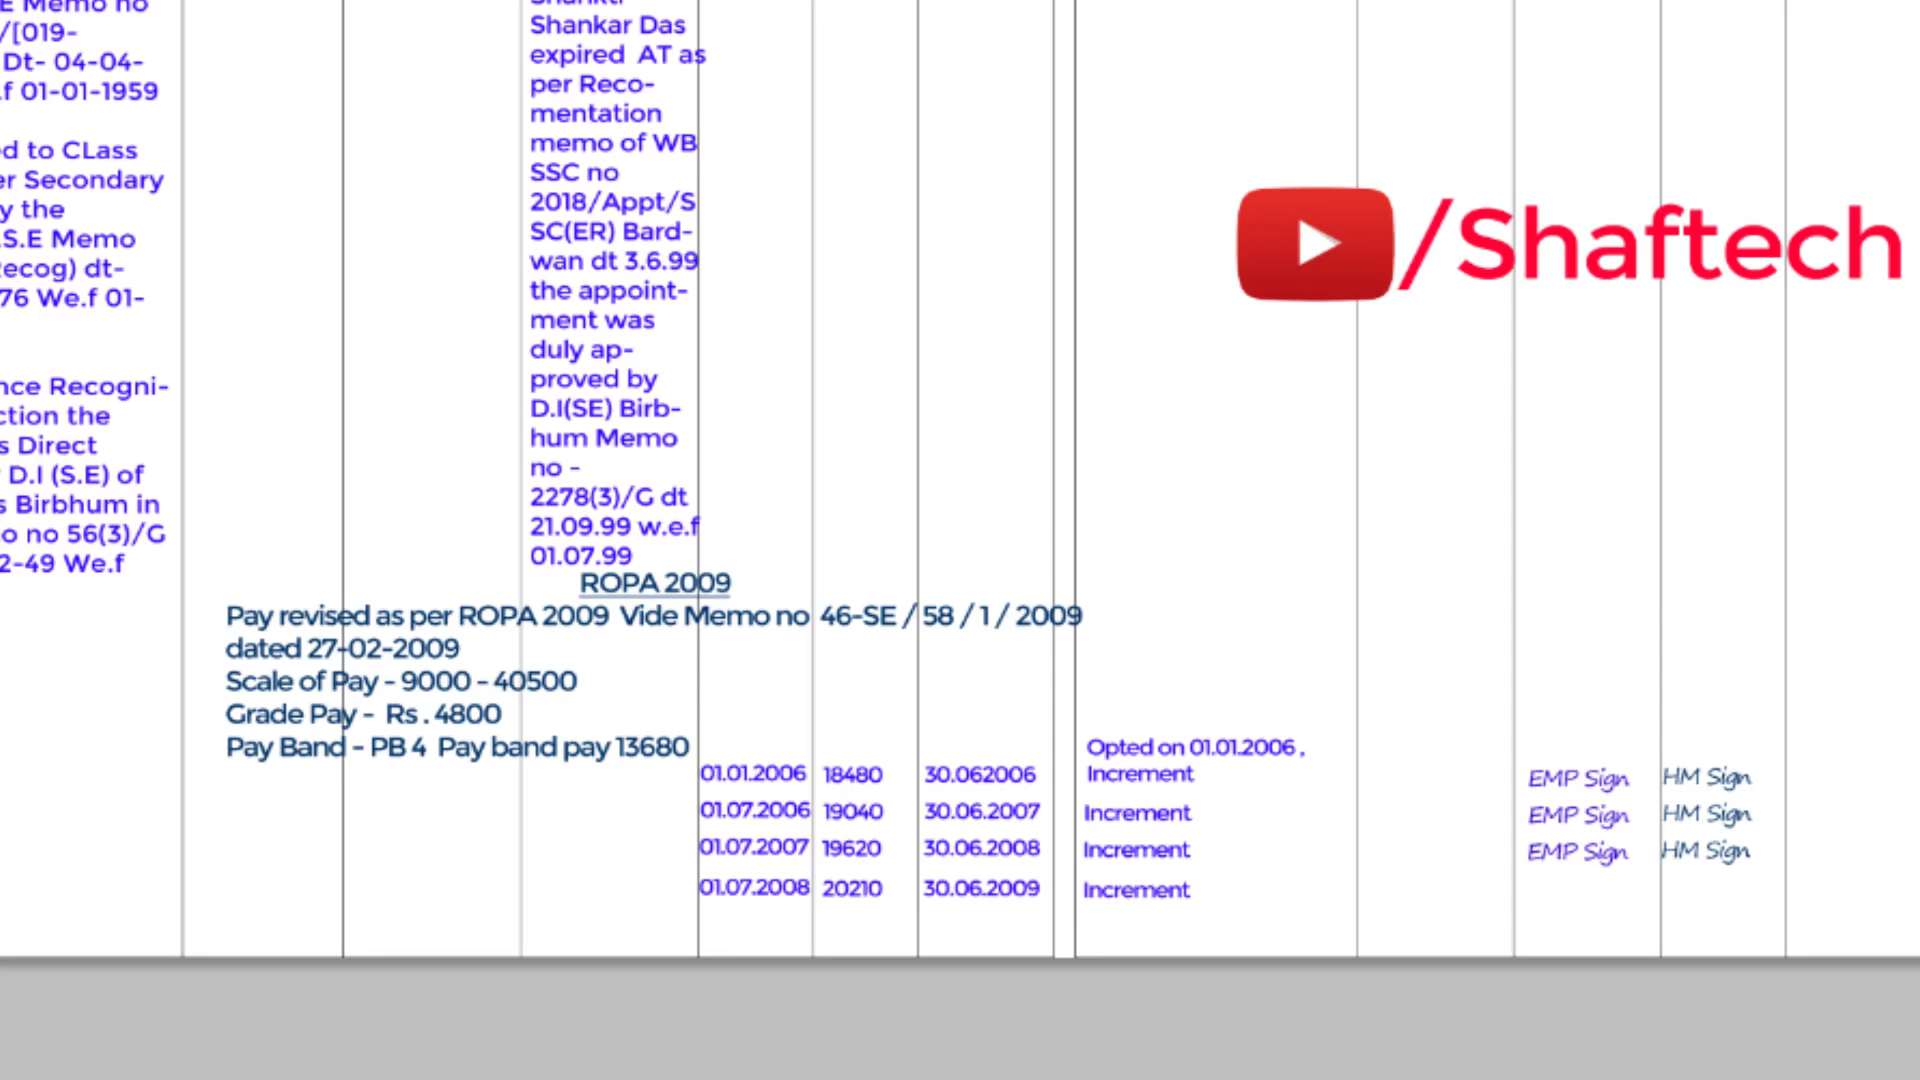 E Memo no
/[019-
Dt- 04-04-
.f 01-01-1959
ed to CLass
er Secondary
y the
.S.E Memo
Recog) dt-
76 We.f 01-
nce Recogni-
ction the
s Direct
D.I (S.E) of
s Birbhum in
o no 56(3)/G
2-49 We.f
Shankti
Shankar Das
expired AT as
per Reco-
mentation
memo of WB
SSC no
2018/Appt/S
SC(ER) Bard-
wan dt 3.6.99
the appoint-
ment was
duly ap-
proved by
D.I(SE) Birb-
hum Memo
no -
2278(3)/G dt
21.09.99 w.e.f
01.07.99
/Shaftech
ROPA 2009
Pay revised as per ROPA 2009 Vide Memo no 46-SE / 58 / 1 / 2009
dated 27-02-2009
Scale of Pay - 9000 - 40500
Grade Pay - Rs . 4800
Pay Band - PB 4 Pay band pay 13680
Opted on 01.01.2006 ,
01.01.2006 18480 30.062006 Increment EMP Sign HM Sign
01.07.2006 19040 30.06.2007 Increment EMP Sign HM Sign
01.07.2007 19620 30.06.2008 Increment EMP Sign HM Sign
01.07.2008 20210 30.06.2009 Increment